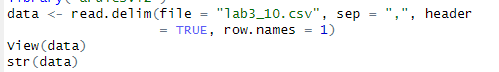 data <- read.delim(file = "lab3_10.csv", sep = ",", header
= TRUE, row.names = 1)
View(data)
str(data)